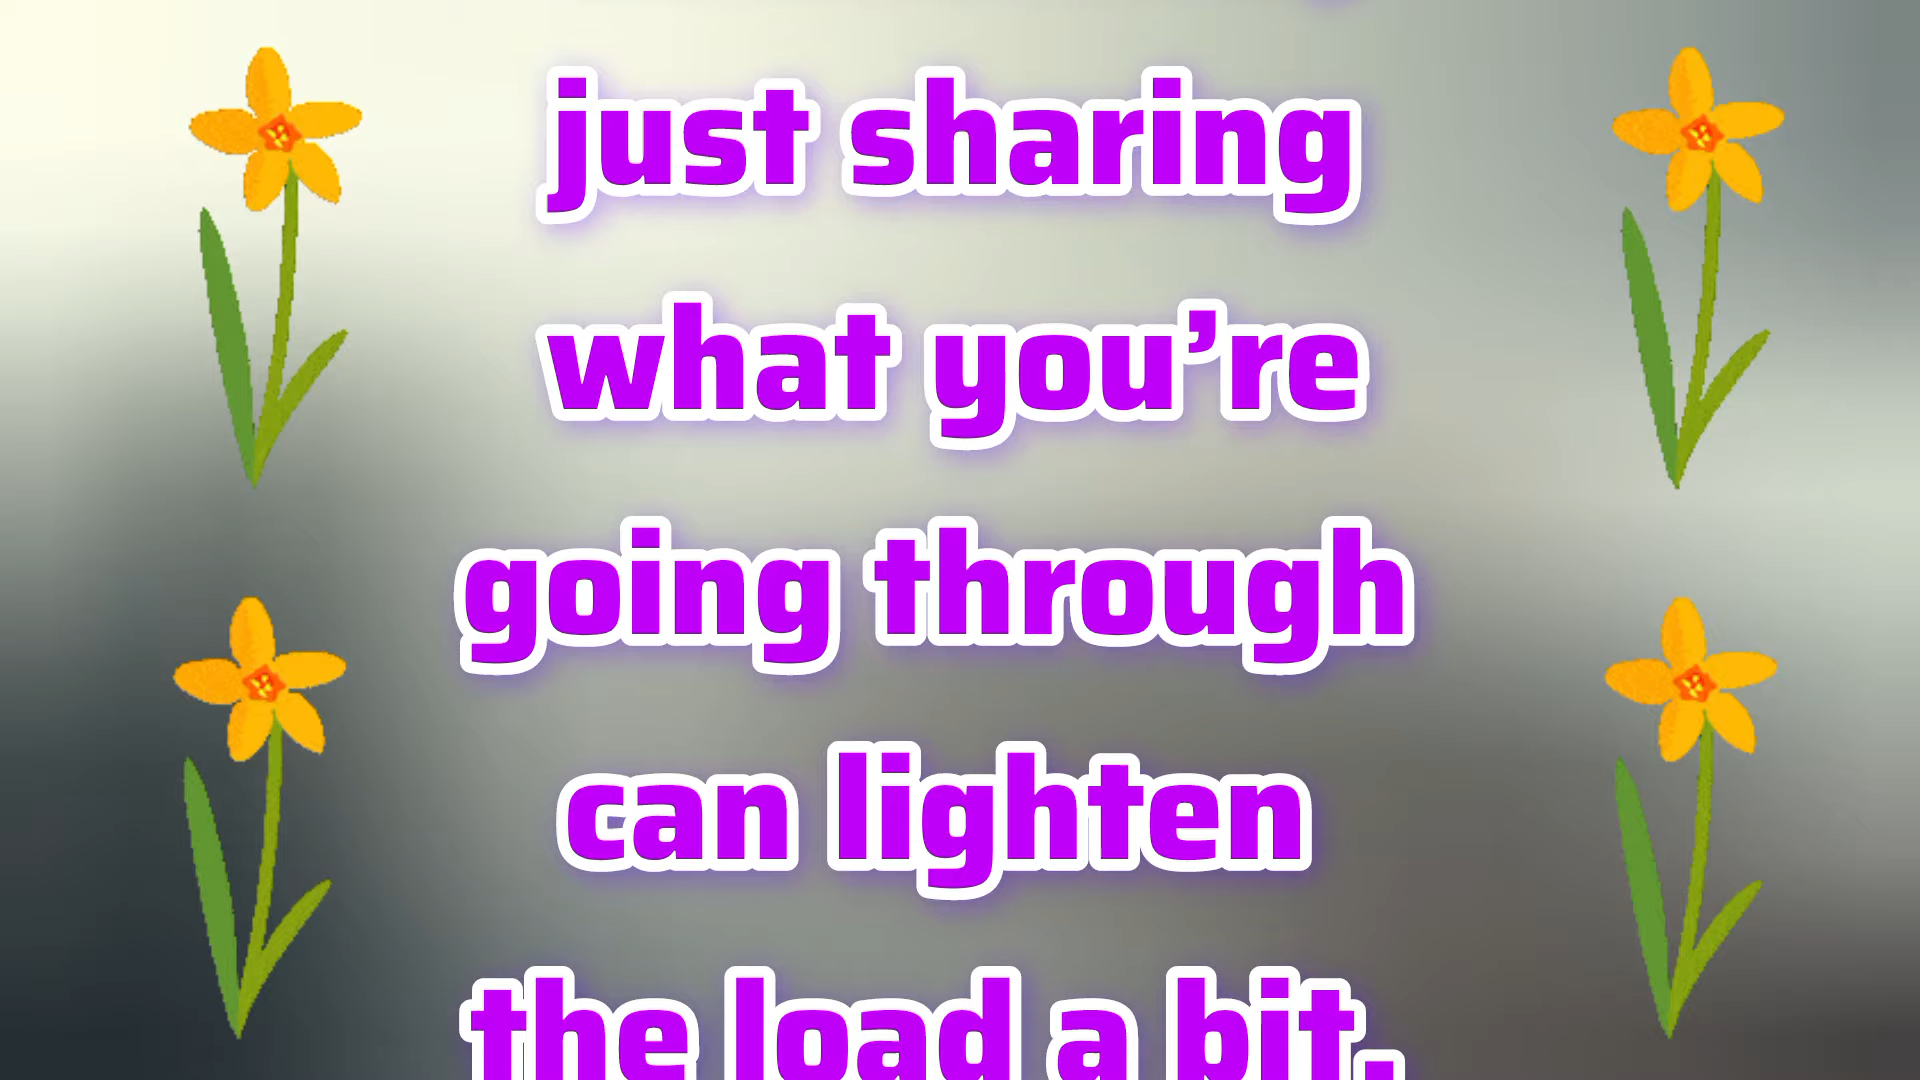 just sharing
what you’re
going through
can lighten
the load a bit.